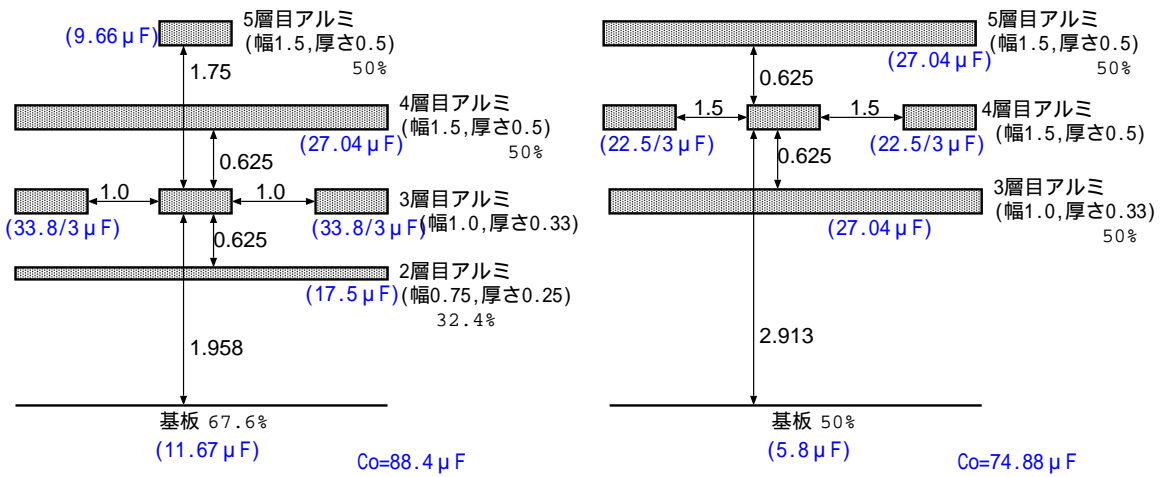 5層目アルミ
(9.66μF)
(幅1.5,厚さ0.5)
50%
1.75
4層目アルミ
(幅1.5,厚さ0.5)
(27.04μF)
50%
0.625
1.0
1.0
3層目アルミ
(幅1.0,厚さ0.33)
(33.8/3μF)
(33.8/3μF)
0.625
2層目アルミ
(17.5μF)
(幅0.75,厚さ0.25)
32.4%
1.958
基板 67.6%
(11.67μF)
Co=88.4μF
5層目アルミ
(幅1.5,厚さ0.5)
(27.04μF)
50%
0.625
4層目アルミ
1.5
1.5
(幅1.5,厚さ0.5)
(22.5/3μF)
(22.5/3μF)
0.625
3層目アルミ
(幅1.0,厚さ0.33)
(27.04μF)
50%
2.913
基板 50%
(5.8μF)
Co=74.88μF